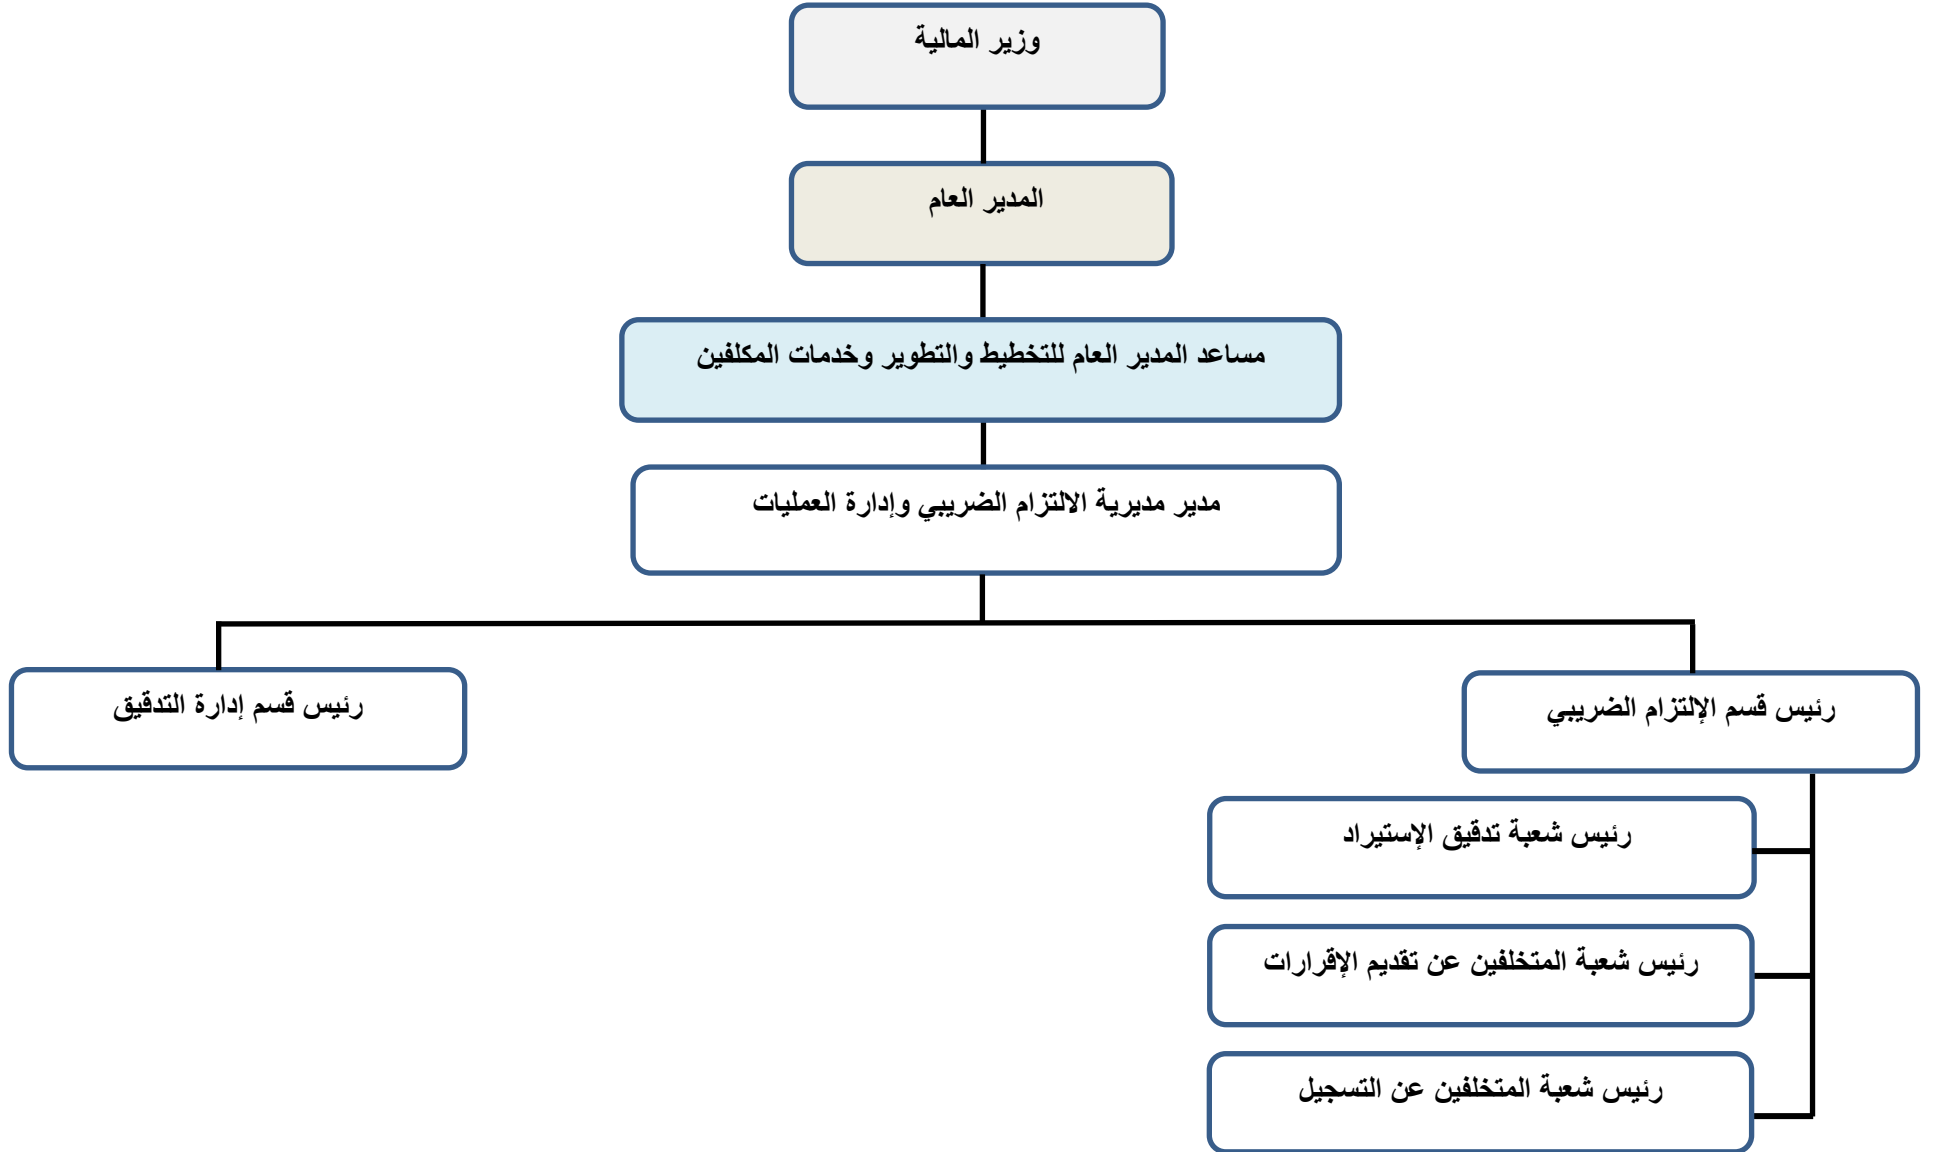 وزير المالية
المدير العام
مساعد المدير العام للتخطيط والتطوير وخدمات المكلفين
مدير مديرية الالتزام الضريبي وإدارة العمليات
رئيس قسم الإلتزام الضريبي
رئيس قسم إدارة التدقيق
رئيس شعبة تدقيق الإستيراد
رئيس شعبة المتخلفين عن تقديم الإقرارات
رئيس شعبة المتخلفين عن التسجيل